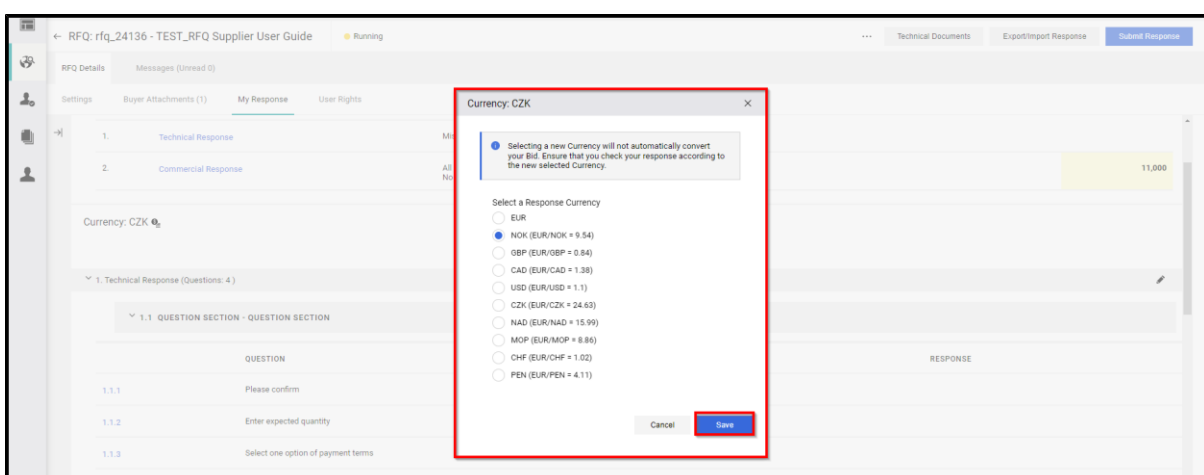 ← RFQ: rfq_24136 - TEST_RFQ Supplier User Guide Running ... Technical Documents Export/Import Response Submit Response
RFQ Details Messages (Unread 0)
Settings Buyer Attachments (1) My Response User Rights
1. Technical Response
2. Commercial Response All 11,000
No
Currency: CZK
1. Technical Response (Questions: 4 )
1.1 QUESTION SECTION - QUESTION SECTION
QUESTION RESPONSE
1.1.1 Please confirm
1.1.2 Enter expected quantity
1.1.3 Select one option of payment terms
Currency: CZK ×
Selecting a new Currency will not automatically convert
your Bid. Ensure that you check your response according to
the new selected Currency.
Select a Response Currency
EUR
NOK (EUR/NOK = 9.54)
GBP (EUR/GBP = 0.84)
CAD (EUR/CAD = 1.38)
USD (EUR/USD = 1.1)
CZK (EUR/CZK = 24.63)
NAD (EUR/NAD = 15.99)
MOP (EUR/MOP = 8.86)
CHF (EUR/CHF = 1.02)
PEN (EUR/PEN = 4.11)
Cancel Save